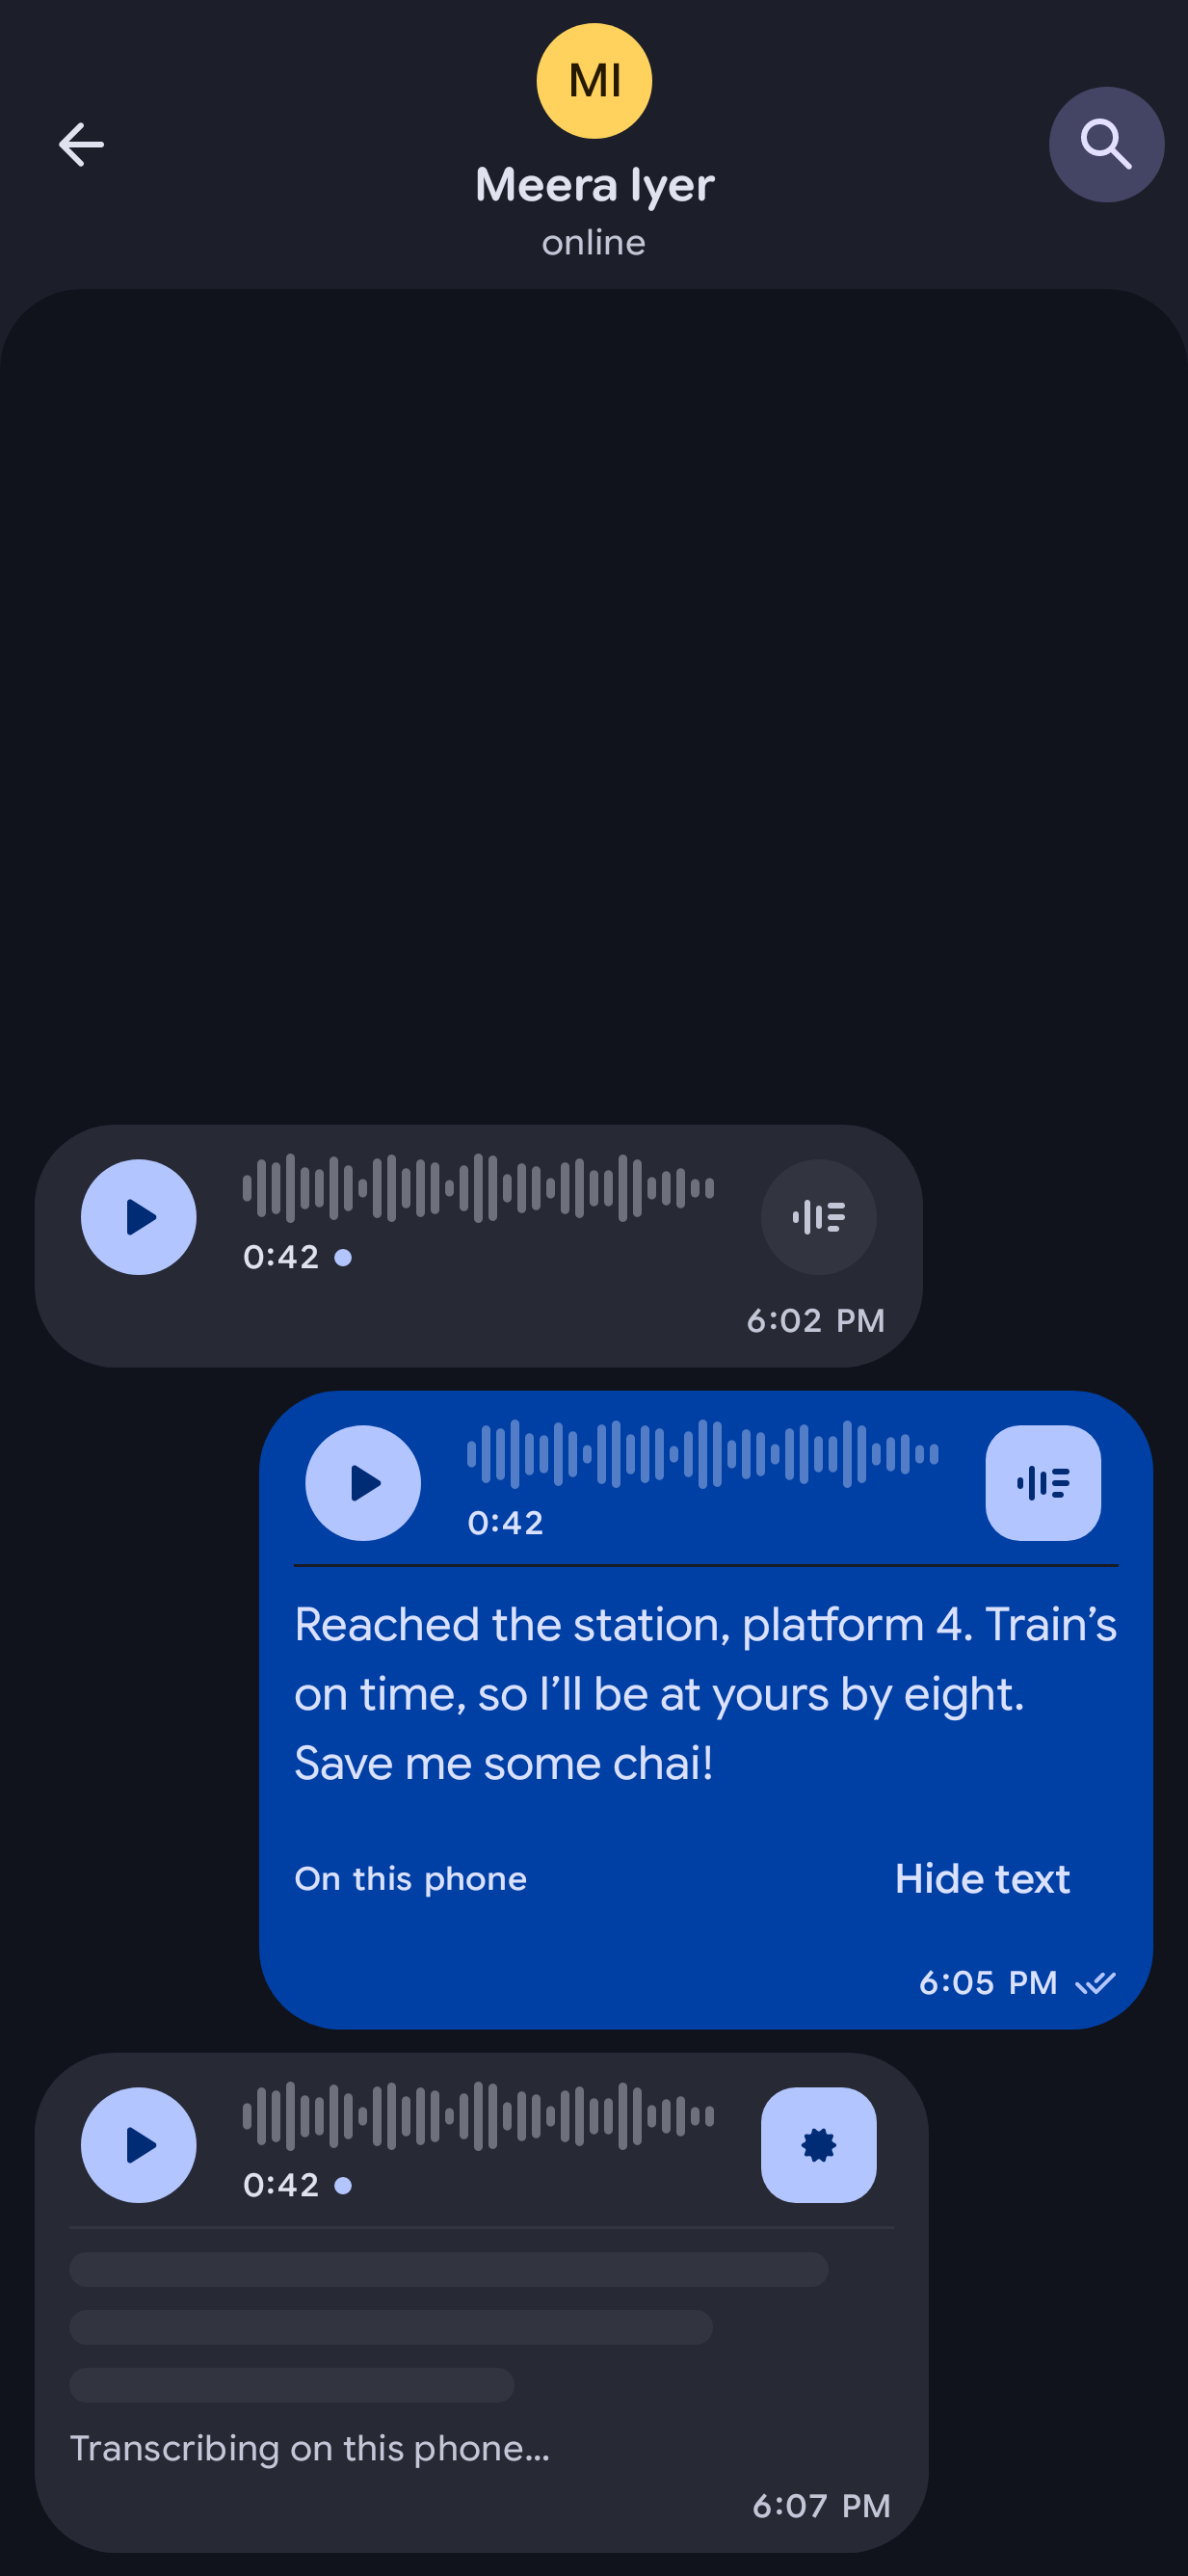 MI
Meera Iyer
online
0:42
6:02 PM
0:42
Reached the station, platform 4. Train’s
on time, so I’ll be at yours by eight.
Save me some chai!
On this phone
Hide text
6:05 PM
0:42
Transcribing on this phone…
6:07 PM